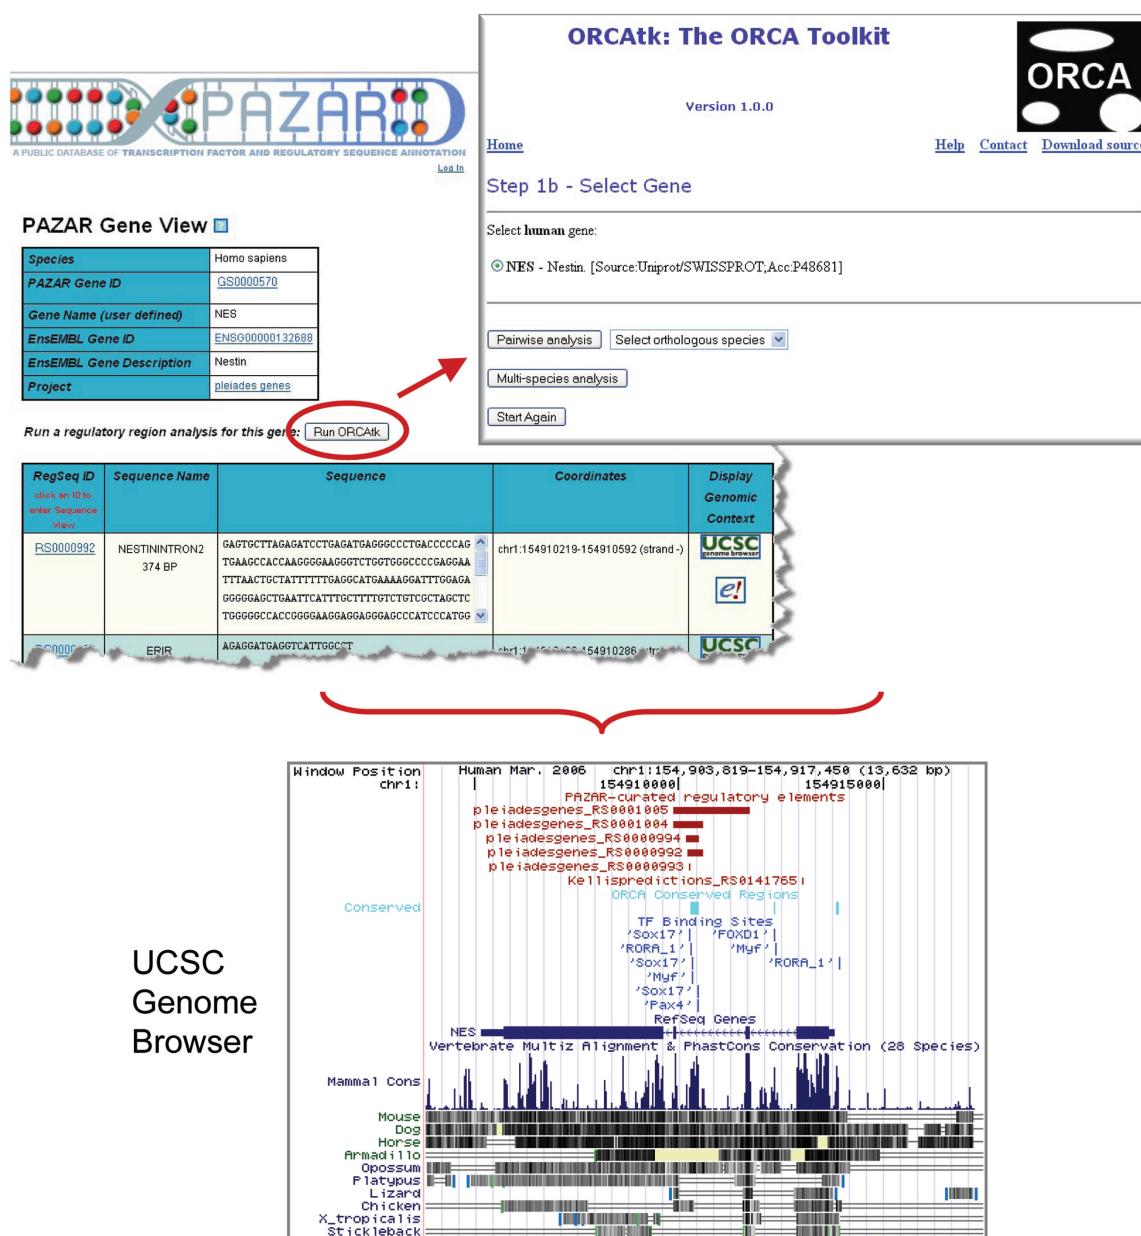 PAZAR
A PUBLIC DATABASE OF TRANSCRIPTION FACTOR AND REGULATORY SEQUENCE ANNOTATION
Log In
PAZAR Gene View ?
Species Homo sapiens
PAZAR Gene ID GS0000570
Gene Name (user defined) NES
EnsEMBL Gene ID ENSG00000132688
EnsEMBL Gene Description Nestin
Project pleiades genes
Run a regulatory region analysis for this gene: Run ORCAtk
ORCAtk: The ORCA Toolkit
ORCA
Version 1.0.0
Home Help Contact Download source
Step 1b - Select Gene
Select human gene:
NES - Nestin. [Source:Uniprot/SWISSPROT;Acc:P48681]
Pairwise analysis Select orthologous species
Multi-species analysis
Start Again
RegSeq ID Sequence Name Sequence Coordinates Display
click an ID to Genomic
enter Sequence Context
View
RS0000992 NESTININTRON2 GAGTGCTTAGAGATCCTGAGATGAGGGCCCTGACCCCCAG chr1:154910219-154910592 (strand -) UCSC
genome browser
374 BP TGAAGCCACCAAGGGGAAGGGTCTGGTGGGCCCCGAGGAA
TTTAACTGCTATTTTTTGAGGCATGAAAAGGATTTGGAGA
e!
GGGGGAGCTGAATTCATTTGCTTTTGTCTGTCGCTAGCTC
TGGGGGCCACCGGGGAAGGAGGAGGGAGCCCATCCCATGG
ERIR AGAGGATGAGGTCATTGGCCT UCSC
UCSC
Genome
Browser
Window Position Human Mar. 2006 chr1:154,903,819-154,917,450 (13,632 bp)
chr1: 154910000| 154915000|
PAZAR-curated regulatory elements
pleiadesgenes_RS0001005
pleiadesgenes_RS0001004
pleiadesgenes_RS0000994
pleiadesgenes_RS0000992
pleiadesgenes_RS0000993
Kellispredictions_RS0141765
ORCA Conserved Regions
Conserved
TF Binding Sites
'Sox17' 'FOXD1'
'RORA_1' 'Myf'
'Sox17' 'RORA_1'
'Myf'
'Sox17'
'Pax4'
RefSeq Genes
NES
Vertebrate Multiz Alignment & PhastCons Conservation (28 Species)
Mammal Cons
Mouse
Dog
Horse
Armadillo
Opossum
Platypus
Lizard
Chicken
X_tropicalis
Stickleback